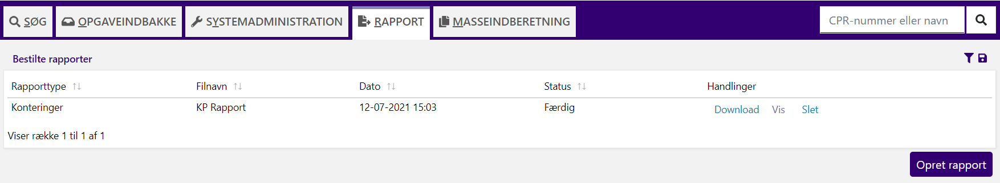 SØG OPGAVEINDBAKKE SYSTEMADMINISTRATION RAPPORT MASSEINDBERETNING CPR-nummer eller navn
Bestilte rapporter
Rapporttype Filnavn Dato Status Handlinger
Konteringer KP Rapport 12-07-2021 15:03 Færdig Download Vis Slet
Viser række 1 til 1 af 1
Opret rapport